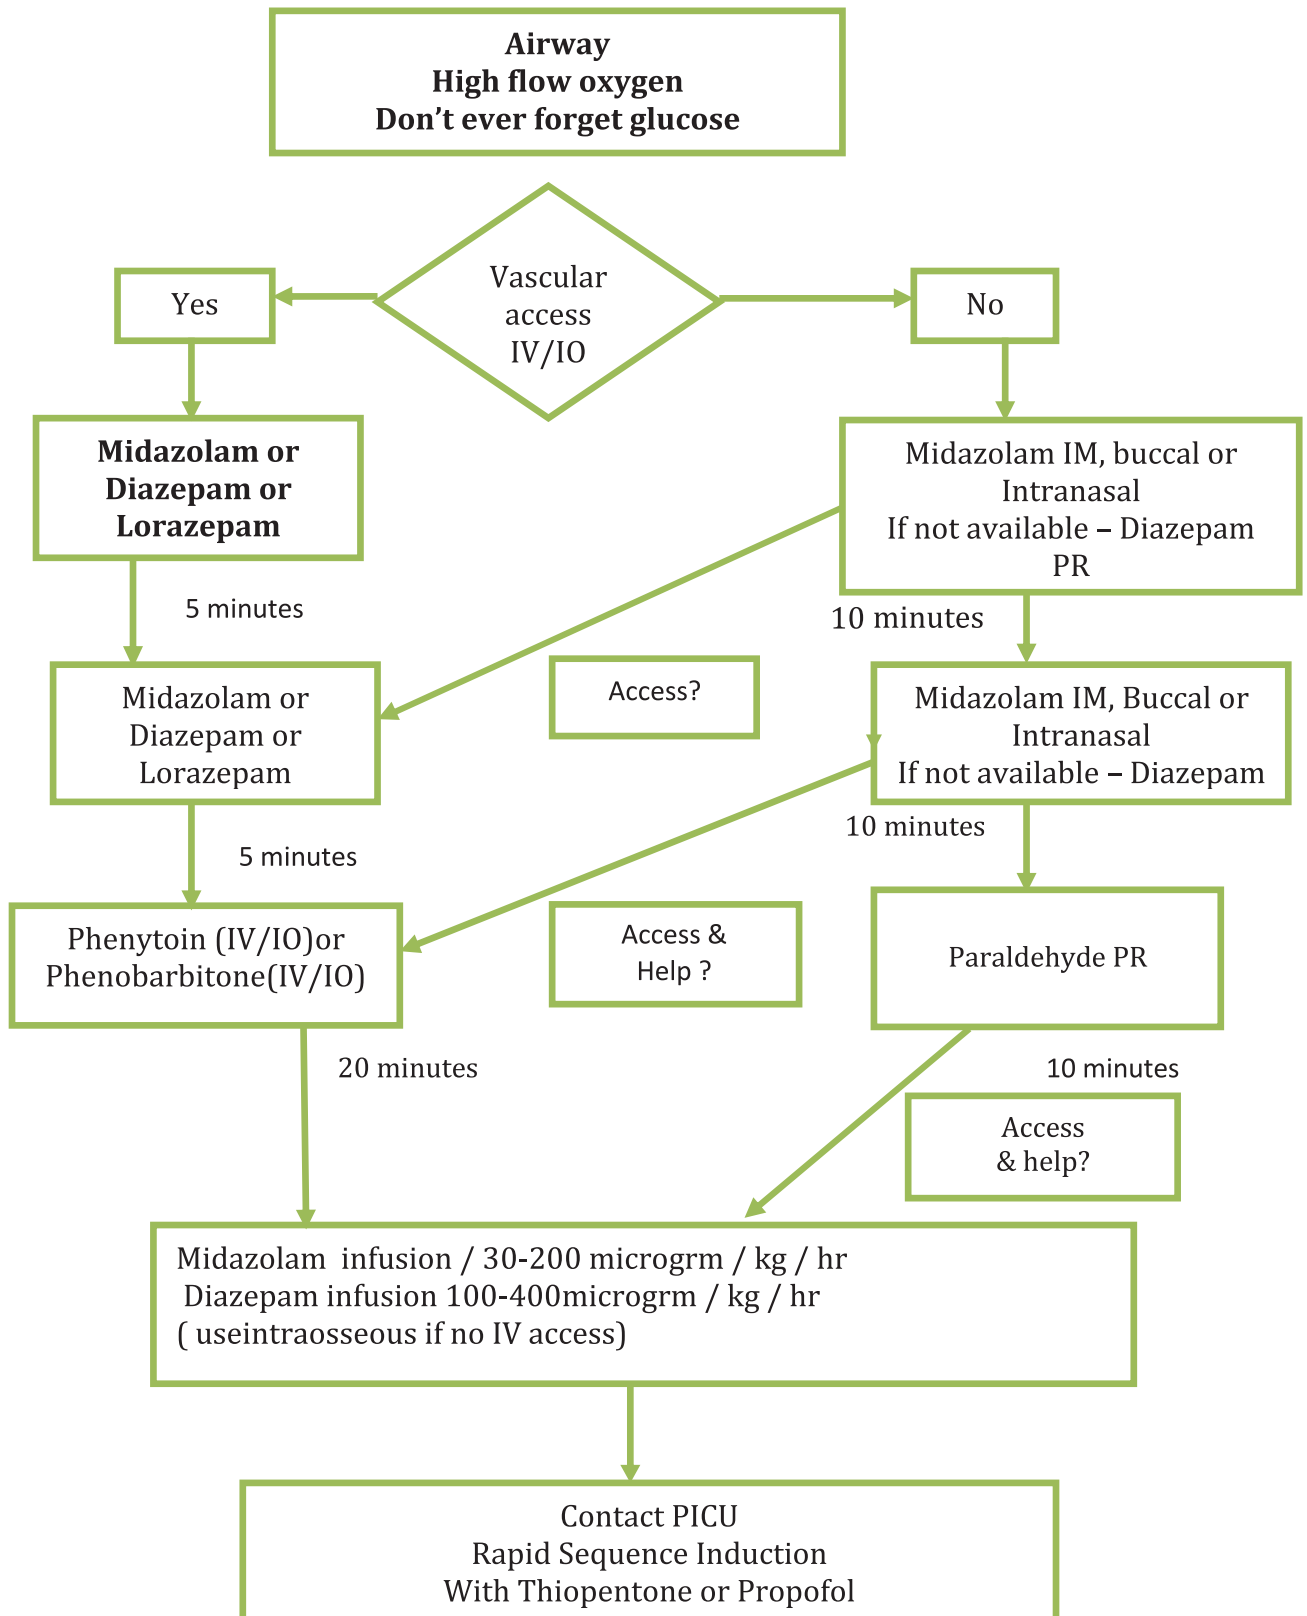 Airway
High flow oxygen
Don't ever forget glucose
Vascular
access
IV/IO
Yes
No
Midazolam or
Diazepam or
Lorazepam
Midazolam IM, buccal or
Intranasal
If not available – Diazepam
PR
5 minutes
10 minutes
Midazolam or
Diazepam or
Lorazepam
Access?
Midazolam IM, Buccal or
Intranasal
If not available – Diazepam
5 minutes
10 minutes
Phenytoin (IV/IO)or
Phenobarbitone(IV/IO)
Access &
Help ?
Paraldehyde PR
20 minutes
10 minutes
Access
& help?
Midazolam infusion / 30-200 microgrm / kg / hr
Diazepam infusion 100-400microgrm / kg / hr
( useintraosseous if no IV access)
Contact PICU
Rapid Sequence Induction
With Thiopentone or Propofol